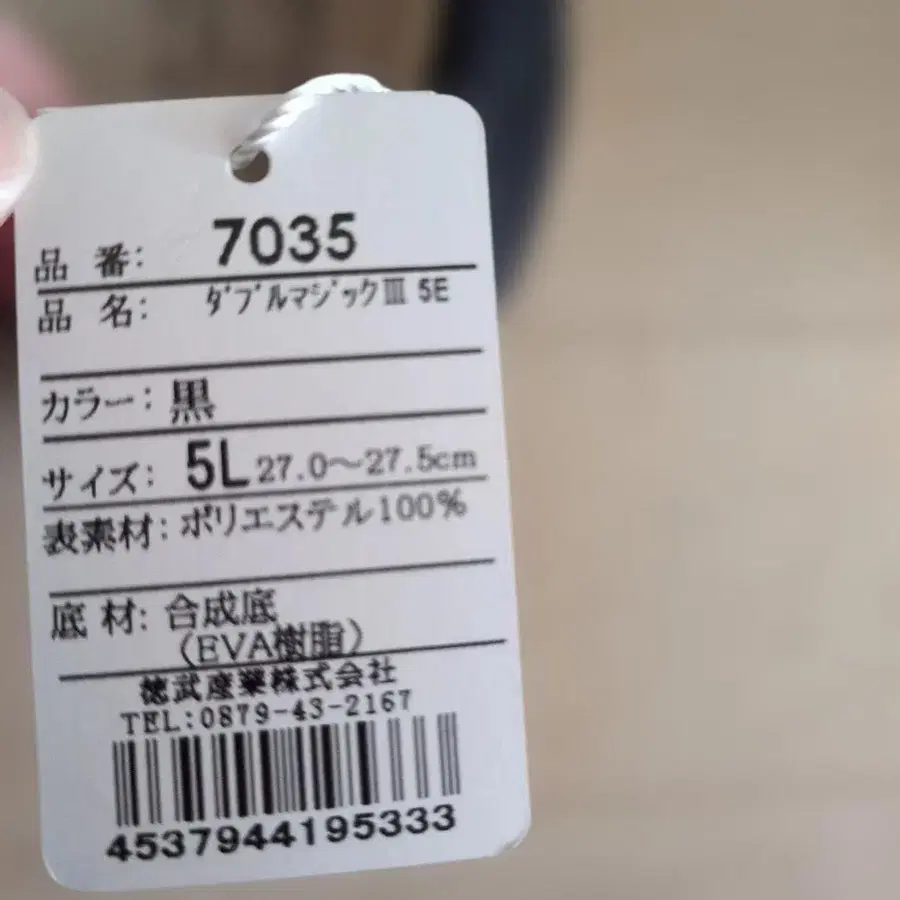 品 番: 7035
品 名: ﾀﾞﾌﾞﾙﾏｼﾞｯｸⅢ 5E
カラー: 黒
サイズ: 5L 27.0～27.5cm
表素材: ポリエステル100%
底 材: 合成底
(EVA樹脂)
徳武産業株式会社
TEL:0879-43-2167
4537944195333